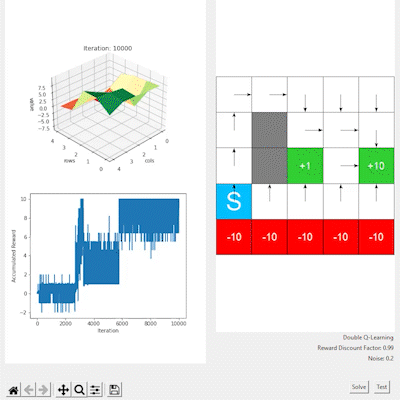 Iteration: 10000
7.5
5.0
2.5
0.0
-2.5
-5.0
-7.5
4 3 2 1 0
rows
4 3 2 1 0
cols
+1
+10
S
-10 -10 -10 -10 -10
Accumulated Reward
10
8
6
4
2
0
-2
0 2000 4000 6000 8000 10000
Iteration
Double Q-Learning
Reward Discount Factor: 0.99
Noise: 0.2
Solve Test